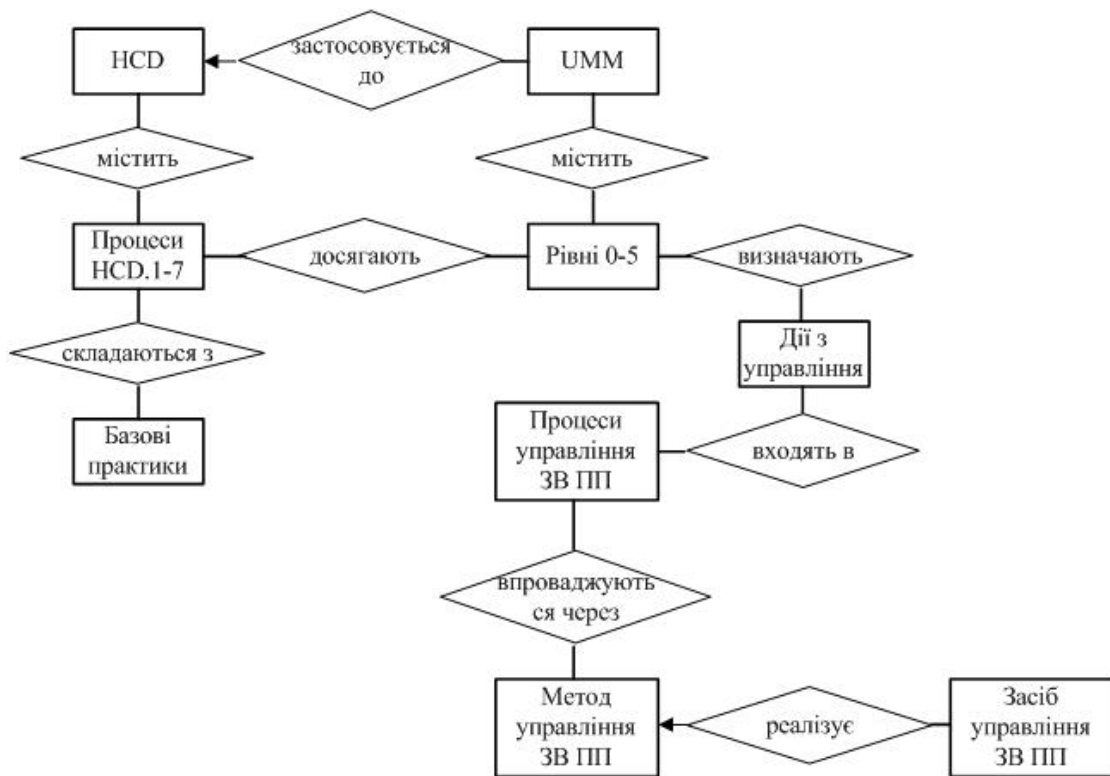 HCD
застосовується
до
UMM
містить
містить
Процеси
HCD.1-7
досягають
Рівні 0-5
визначають
складаються з
Дії з
управління
Базові
практики
Процеси
управління
ЗВ ПП
входять в
впроваджують
ся через
Метод
управління
ЗВ ПП
реалізує
Засіб
управління
ЗВ ПП